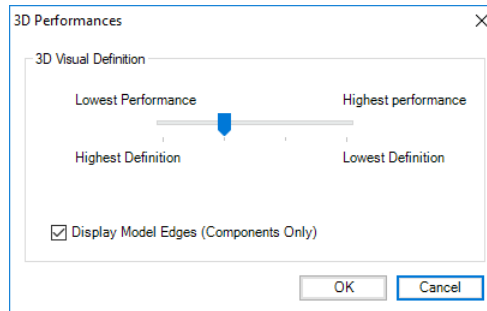 3D Performances
3D Visual Definition
Lowest Performance Highest performance
Highest Definition Lowest Definition
Display Model Edges (Components Only)
OK Cancel